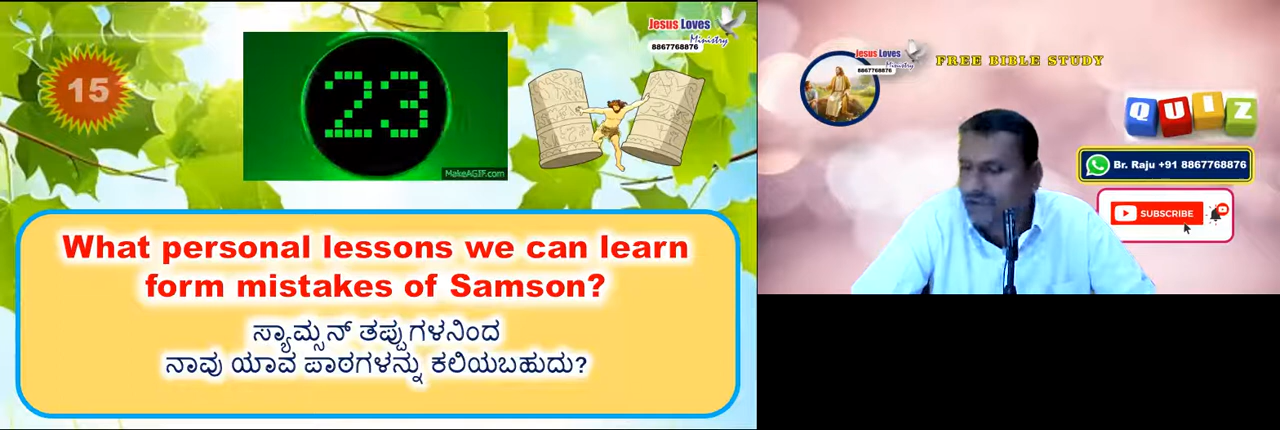 15
23
MakeAGIF.com
Jesus Loves
Ministry
8867768876
What personal lessons we can learn
form mistakes of Samson?
ಸ್ಯಾಮ್ಸನ್ ತಪ್ಪುಗಳನಿಂದ
ನಾವು ಯಾವ ಪಾಠಗಳನ್ನು ಕಲಿಯಬಹುದು?
Jesus Loves
Ministry
8867768876
FREE BIBLE STUDY
QUIZ
Br. Raju +91 8867768876
SUBSCRIBE